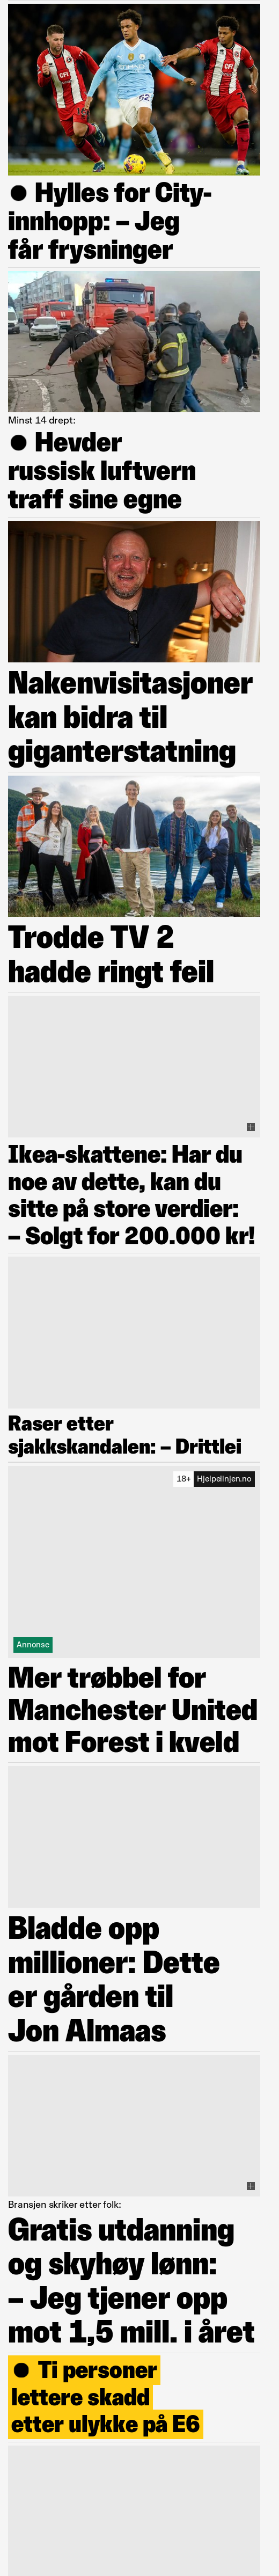 ● Hylles for City-
innhopp: – Jeg
får frysninger
Minst 14 drept:
● Hevder
russisk luftvern
traff sine egne
Nakenvisitasjoner
kan bidra til
giganterstatning
Trodde TV 2
hadde ringt feil
Ikea-skattene: Har du
noe av dette, kan du
sitte på store verdier:
– Solgt for 200.000 kr!
Raser etter
sjakkskandalen: – Drittlei
18+ Hjelpelinjen.no
Annonse
Mer trøbbel for
Manchester United
mot Forest i kveld
Bladde opp
millioner: Dette
er gården til
Jon Almaas
Bransjen skriker etter folk:
Gratis utdanning
og skyhøy lønn:
– Jeg tjener opp
mot 1,5 mill. i året
● Ti personer
lettere skadd
etter ulykke på E6